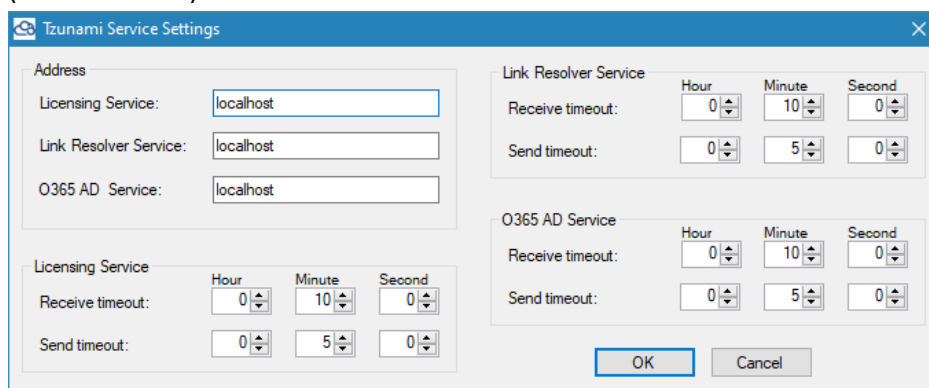 Tzunami Service Settings
Address
Licensing Service: localhost
Link Resolver Service: localhost
O365 AD Service: localhost
Licensing Service
Hour Minute Second
Receive timeout: 0 10 0
Send timeout: 0 5 0
Link Resolver Service
Hour Minute Second
Receive timeout: 0 10 0
Send timeout: 0 5 0
O365 AD Service
Hour Minute Second
Receive timeout: 0 10 0
Send timeout: 0 5 0
OK Cancel